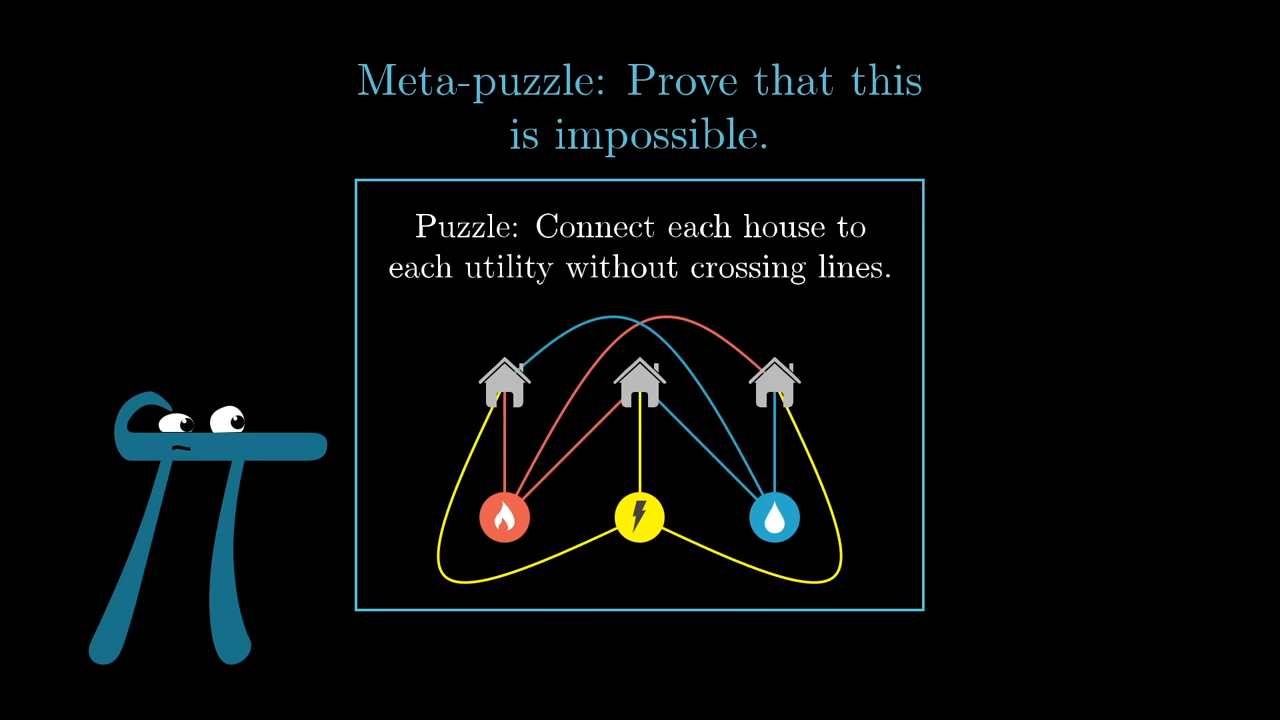 Meta-puzzle: Prove that this
is impossible.
Puzzle: Connect each house to
each utility without crossing lines.